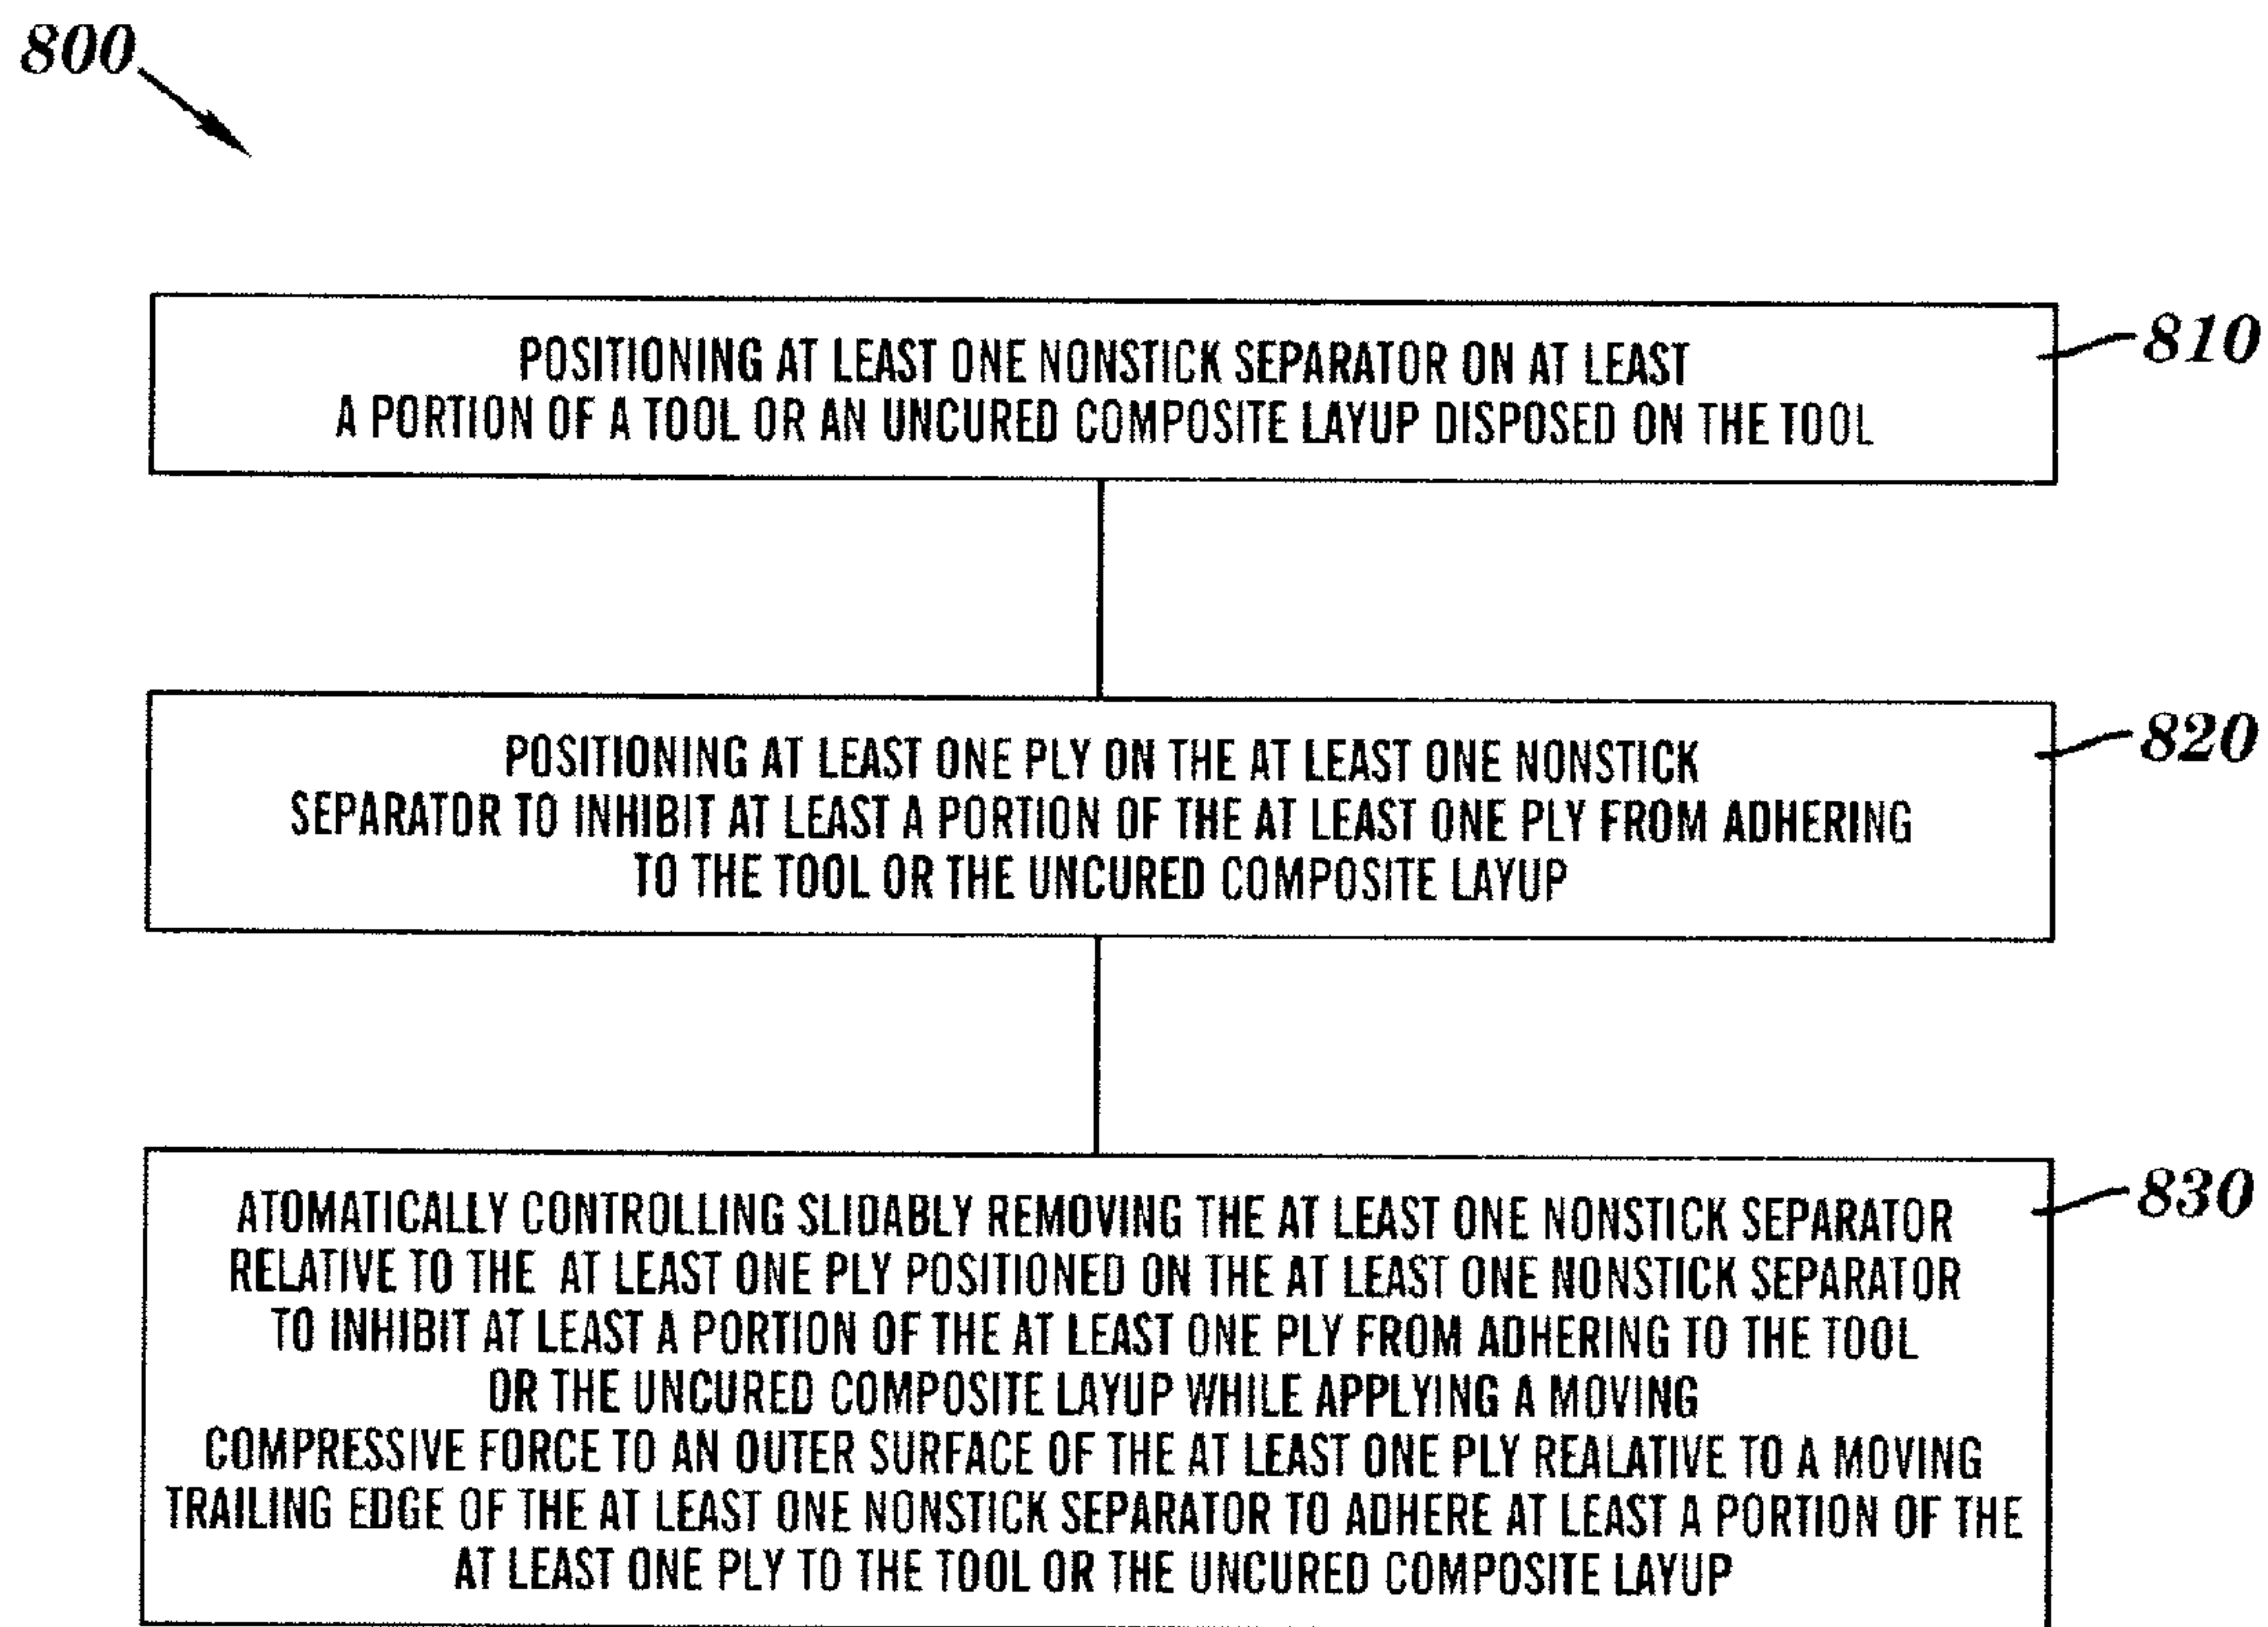 800
POSITIONING AT LEAST ONE NONSTICK SEPARATOR ON AT LEAST
A PORTION OF A TOOL OR AN UNCURED COMPOSITE LAYUP DISPOSED ON THE TOOL
810
POSITIONING AT LEAST ONE PLY ON THE AT LEAST ONE NONSTICK
SEPARATOR TO INHIBIT AT LEAST A PORTION OF THE AT LEAST ONE PLY FROM ADHERING
TO THE TOOL OR THE UNCURED COMPOSITE LAYUP
820
ATOMATICALLY CONTROLLING SLIDABLY REMOVING THE AT LEAST ONE NONSTICK SEPARATOR
RELATIVE TO THE AT LEAST ONE PLY POSITIONED ON THE AT LEAST ONE NONSTICK SEPARATOR
TO INHIBIT AT LEAST A PORTION OF THE AT LEAST ONE PLY FROM ADHERING TO THE TOOL
OR THE UNCURED COMPOSITE LAYUP WHILE APPLYING A MOVING
COMPRESSIVE FORCE TO AN OUTER SURFACE OF THE AT LEAST ONE PLY REALATIVE TO A MOVING
TRAILING EDGE OF THE AT LEAST ONE NONSTICK SEPARATOR TO ADHERE AT LEAST A PORTION OF THE
AT LEAST ONE PLY TO THE TOOL OR THE UNCURED COMPOSITE LAYUP
830